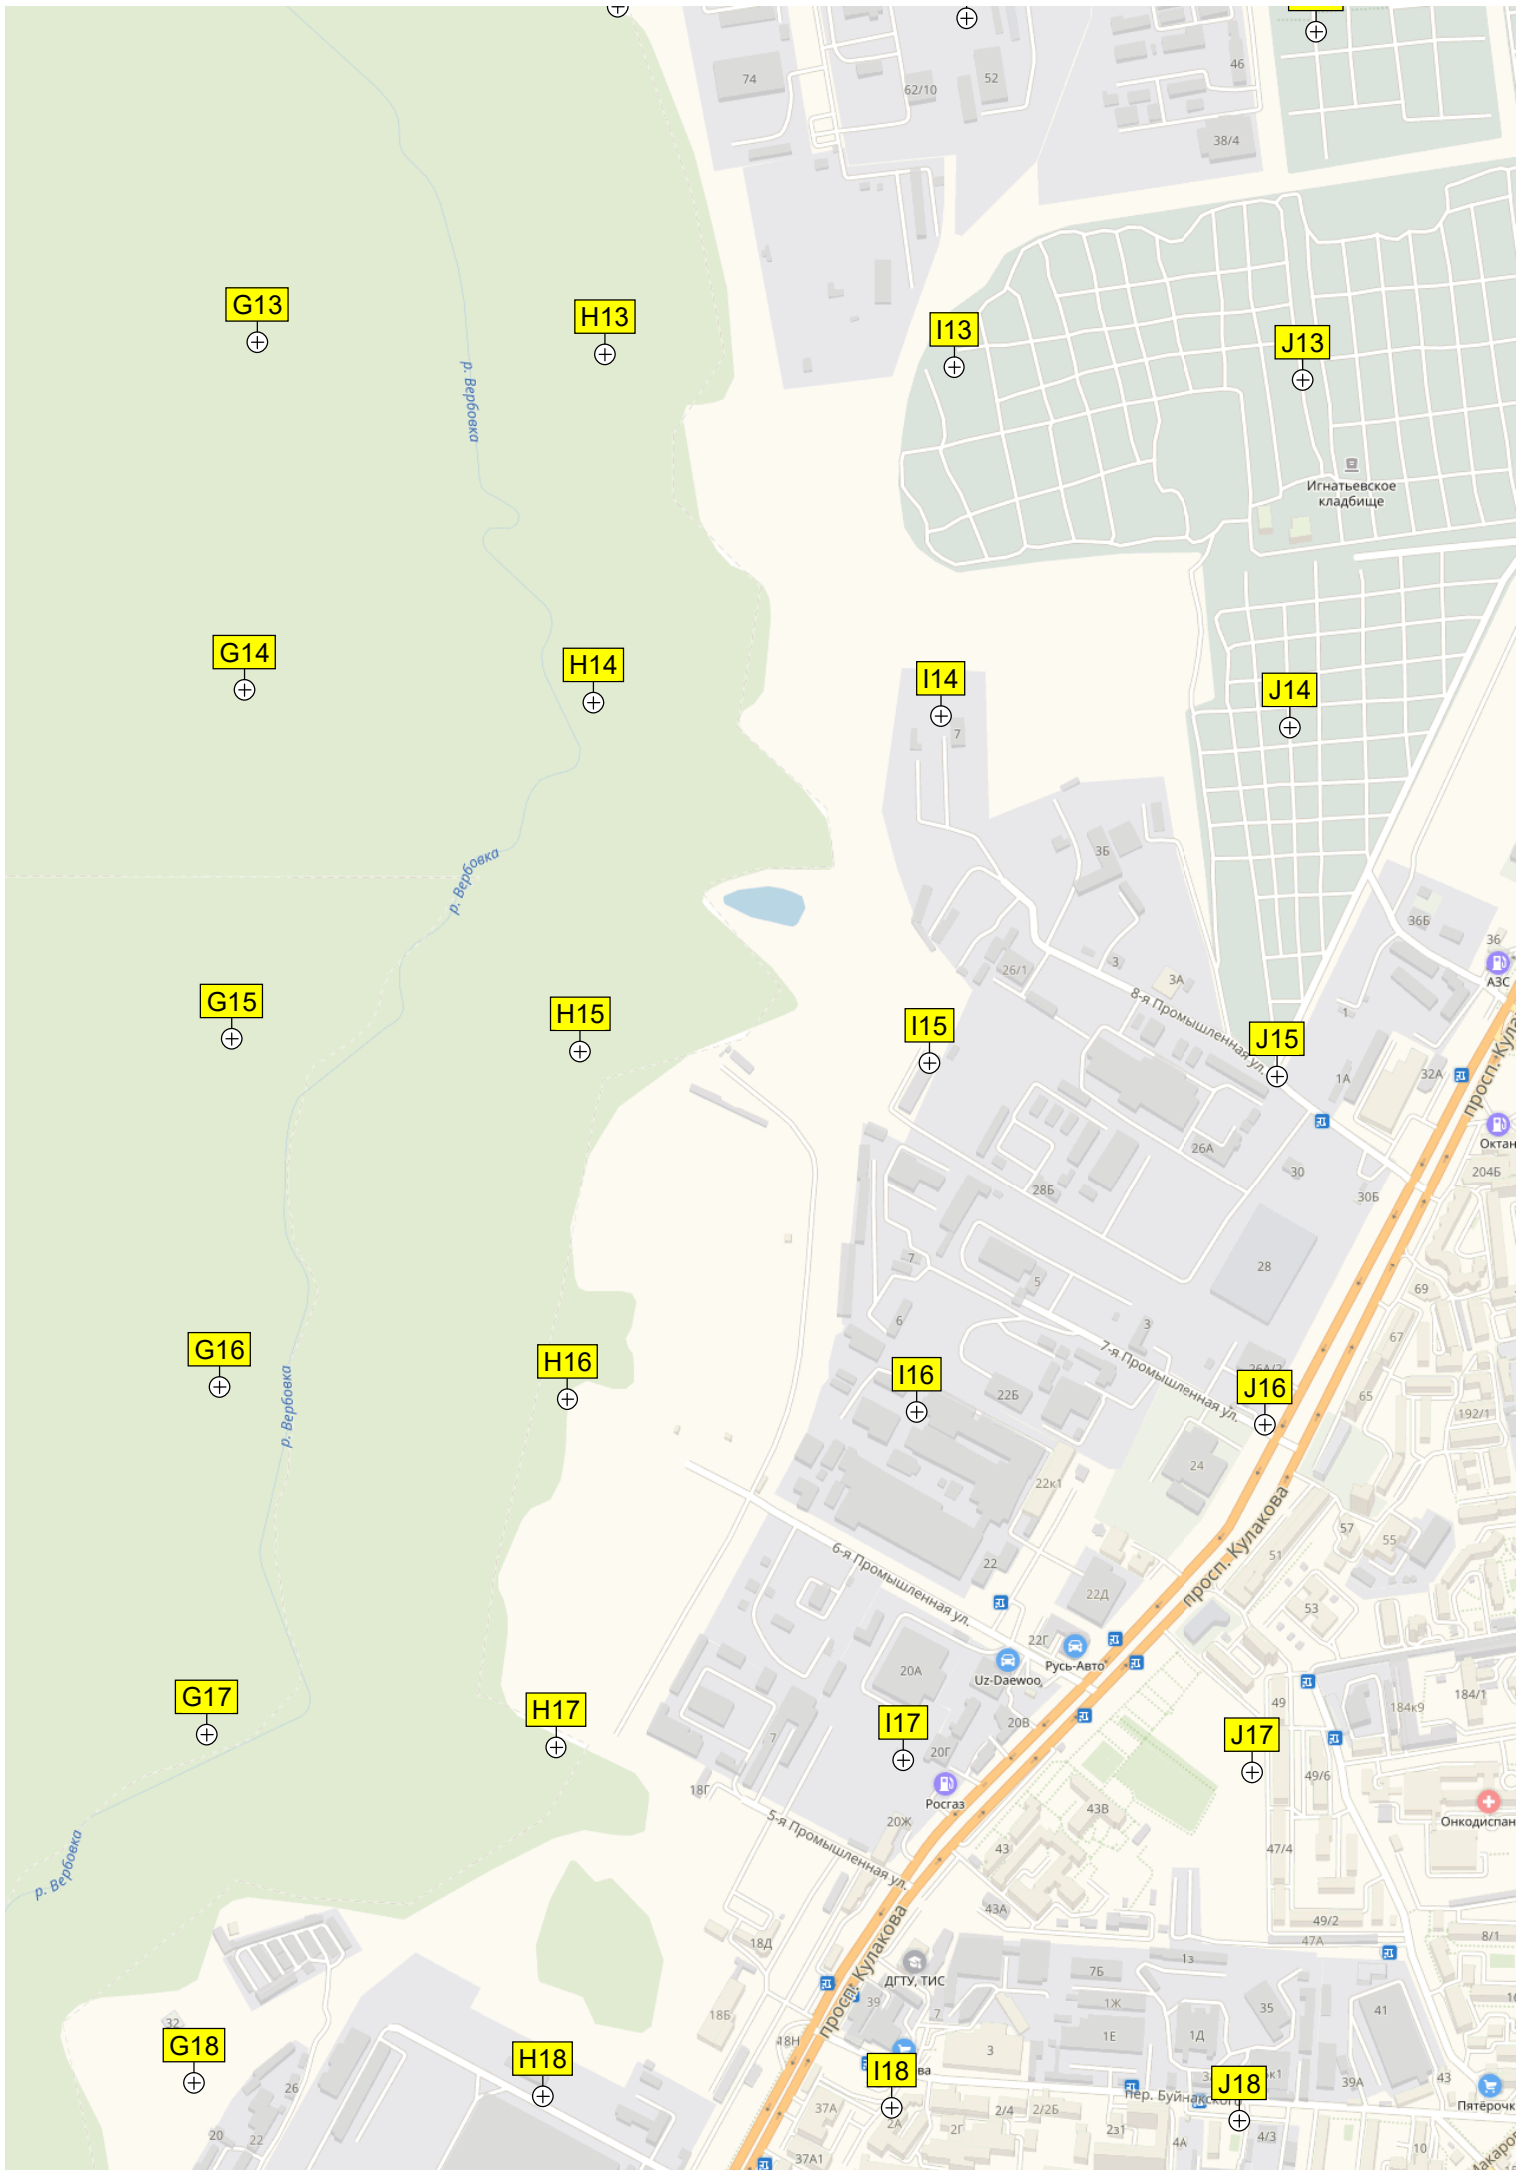 74
62/10
52
46
38/4
G13
H13
I13
J13
р. Вербовка
Игнатьевское
кладбище
G14
H14
I14
J14
7
3Б
р. Вербовка
36Б
36
АЗС
26/1
3
3А
8-я Промышленная ул.
1
G15
H15
I15
J15
1А
32А
просп. Кула
Октан
26А
30
204Б
28Б
30Б
7
5
28
69
6
3
67
7-я Промышленная ул.
G16
H16
I16
J16
22Б
65
192/1
р. Вербовка
24
22к1
просп. Кулакова
57
55
51
6-я Промышленная ул.
22
22Д
53
22Г
Русь-Авто
Uz-Daewoo
20А
G17
H17
I17
J17
49
184к9
184/1
20В
7
20Г
49/6
18Г
Росгаз
43В
Онкодиспан
5-я Промышленная ул.
20Ж
43
47/4
р. Вербовка
43А
49/2
47А
8/1
18Д
просп. Кулакова
ДГТУ, ТИС
7Б
1з
39
7
1Ж
35
41
18Б
32
18Н
1Е
1Д
3
ва
G18
H18
I18
J18
26
39А
43
Пятёрочк
пер. Буйнакского
37А
2А
2Г
2/4
2/2Б
2з1
4А
4/3
10
20
22
37А1